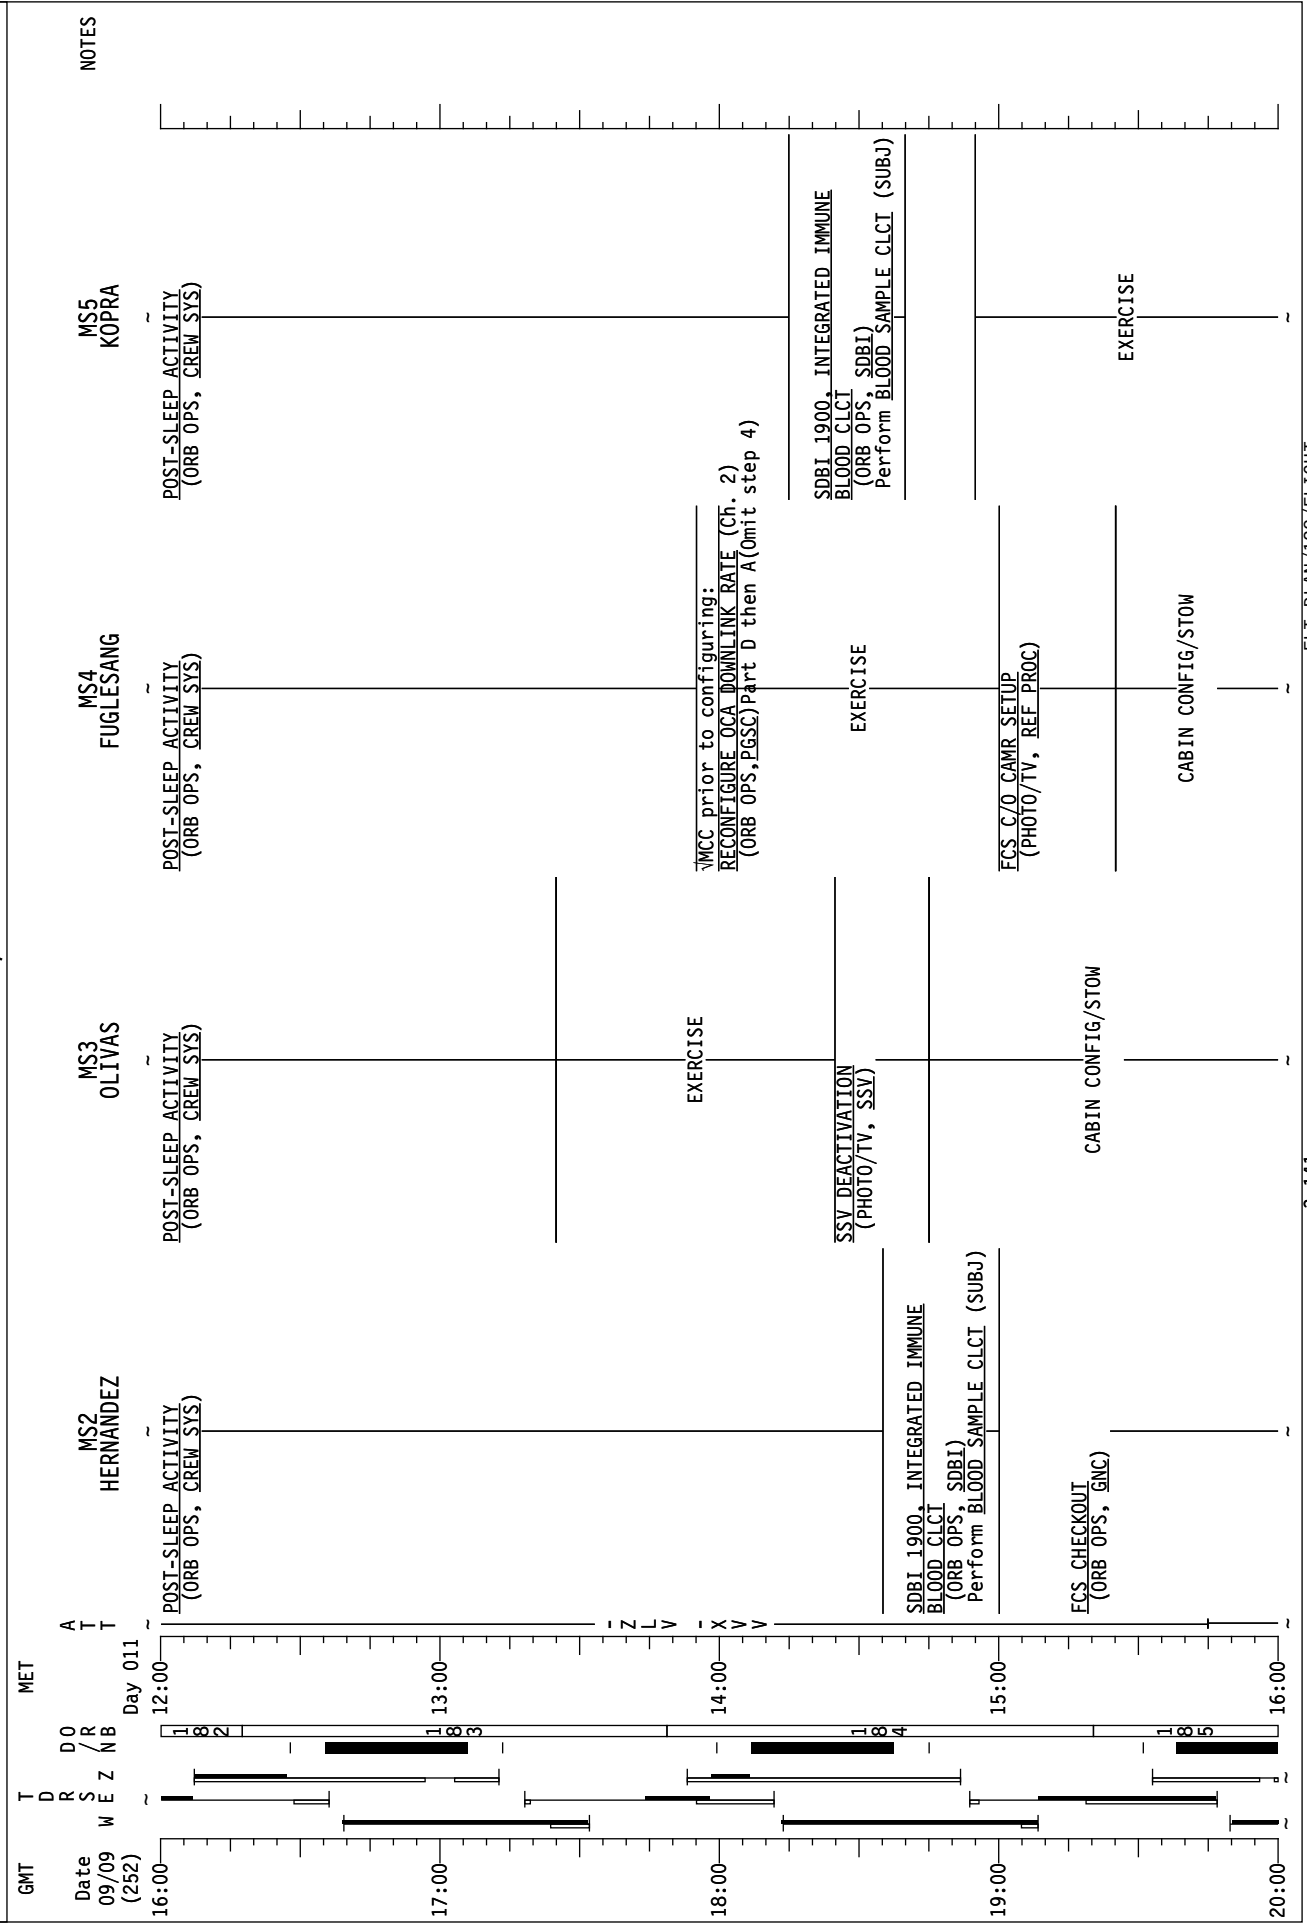 GMT
Date
09/09
(252)
T
D
R
S
W E Z
D O
/ R
N B
MET
Day 011
A
T
T
MS2
HERNANDEZ
MS3
OLIVAS
MS4
FUGLESANG
MS5
KOPRA
NOTES
16:00
17:00
18:00
19:00
20:00
182
183
184
185
12:00
13:00
14:00
15:00
16:00
-ZLV -XVV
POST-SLEEP ACTIVITY
(ORB OPS, CREW SYS)
SDBI 1900, INTEGRATED IMMUNE
BLOOD CLCT
(ORB OPS, SDBI)
Perform BLOOD SAMPLE CLCT (SUBJ)
FCS CHECKOUT
(ORB OPS, GNC)
POST-SLEEP ACTIVITY
(ORB OPS, CREW SYS)
EXERCISE
SSV DEACTIVATION
(PHOTO/TV, SSV)
CABIN CONFIG/STOW
POST-SLEEP ACTIVITY
(ORB OPS, CREW SYS)
√MCC prior to configuring:
RECONFIGURE OCA DOWNLINK RATE (Ch. 2)
(ORB OPS,PGSC)Part D then A(Omit step 4)
EXERCISE
FCS C/O CAMR SETUP
(PHOTO/TV, REF PROC)
CABIN CONFIG/STOW
POST-SLEEP ACTIVITY
(ORB OPS, CREW SYS)
SDBI 1900, INTEGRATED IMMUNE
BLOOD CLCT
(ORB OPS, SDBI)
Perform BLOOD SAMPLE CLCT (SUBJ)
EXERCISE